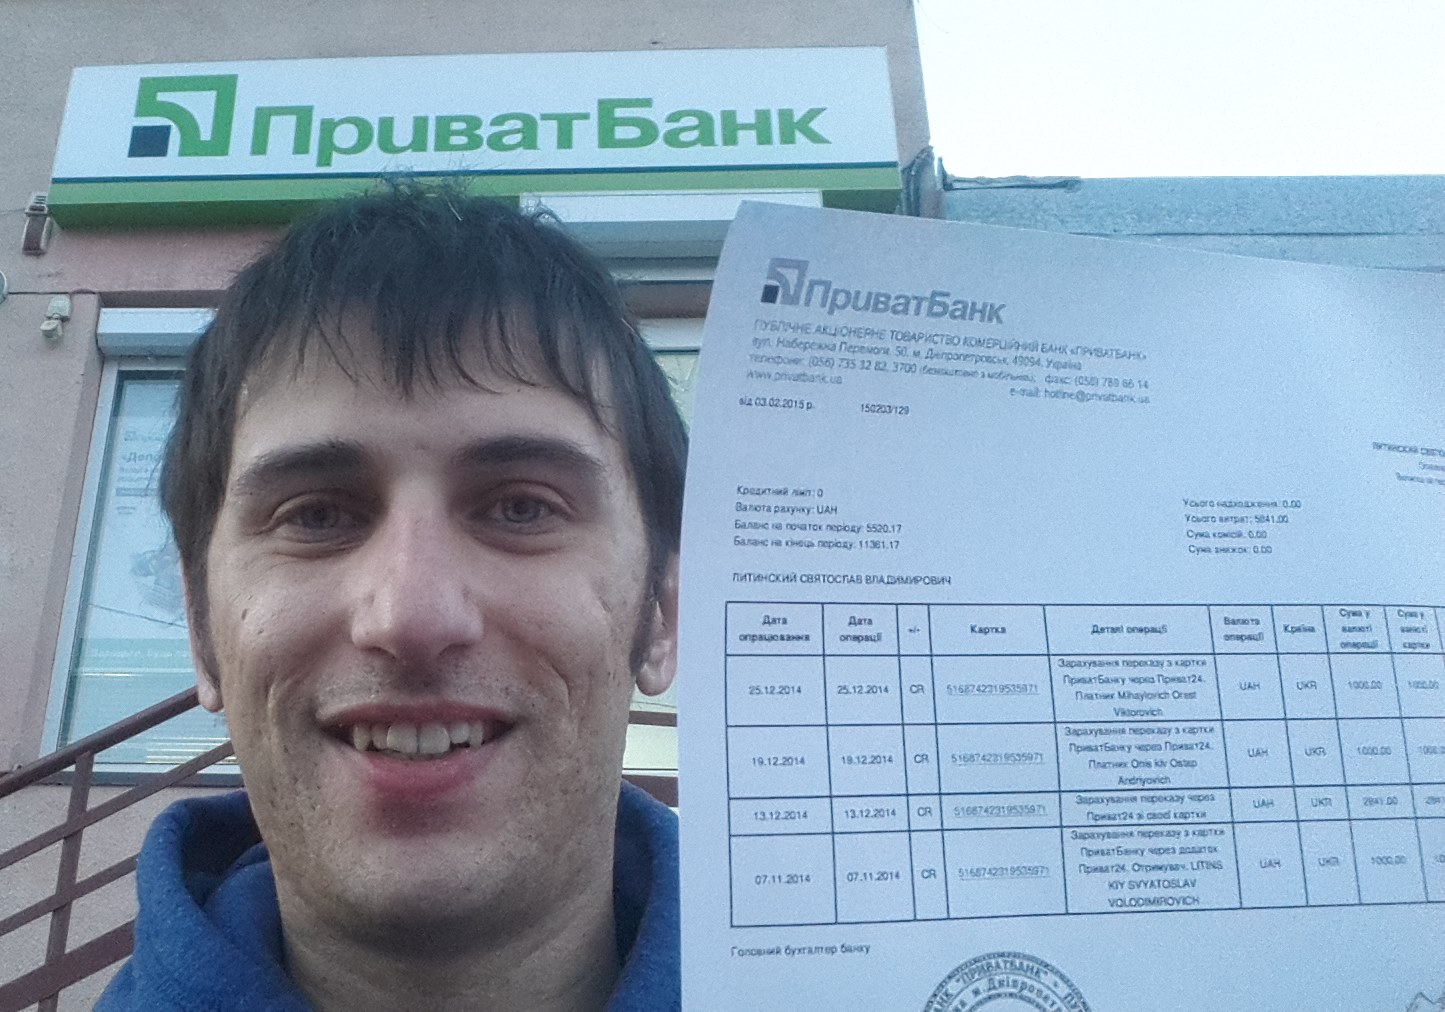 ПриватБанк
ПриватБанк
ПУБЛІЧНЕ АКЦІОНЕРНЕ ТОВАРИСТВО КОМЕРЦІЙНИЙ БАНК «ПРИВАТБАНК»
вул. Набережна Перемоги, 50, м. Дніпропетровськ, 49094, Україна
телефони: (056) 735 32 82, 3700 (безкоштовно з мобільних), факс: (056) 789 66 14
www.privatbank.ua e-mail: hotline@privatbank.ua
від 03.02.2015 р. 150203/129
Кредитний ліміт: 0
Валюта рахунку: UAH
Баланс на початок періоду: 5520.17
Баланс на кінець періоду: 11361.17
Усього надходження: 0.00
Усього витрат: 5841.00
Сума комісій: 0.00
Сума знижок: 0.00
ЛИТИНСКИЙ СВЯТОСЛАВ ВЛАДИМИРОВИЧ
Дата опрацювання Дата операції +/- Картка Деталі операції Валюта операції Країна Сума у валюті операції Сума у валюті картки
25.12.2014 25.12.2014 CR 5168742319535971 Зарахування переказу з картки
ПриватБанку через Приват24.
Платник Mihaylovich Orest
Viktorovich UAH UKR 1000.00 1000.00
19.12.2014 19.12.2014 CR 5168742319535971 Зарахування переказу з картки
ПриватБанку через Приват24.
Платник Onis kiv Ostap
Andriyovich UAH UKR 1000.00
13.12.2014 13.12.2014 CR 5168742319535971 Зарахування переказу через
Приват24 зі своєї картки UAH UKR 2841.00
07.11.2014 07.11.2014 CR 5168742319535971 Зарахування переказу з картки
ПриватБанку через додаток
Приват24. Отримувач: LITINS
KIY SVYATOSLAV
VOLODIMIROVICH UAH UKR 1000.00
Головний бухгалтер банку
"ПРИВАТБАНК"